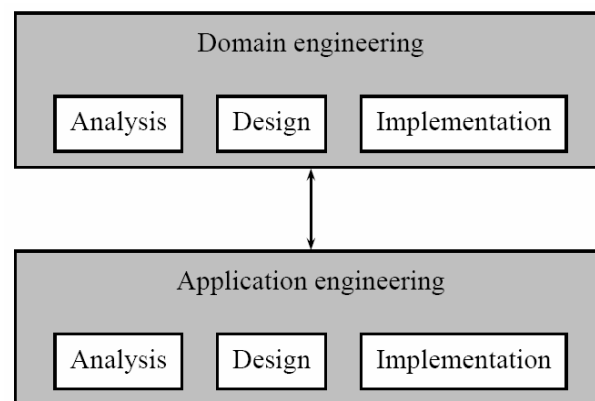 Domain engineering
Analysis Design Implementation
Application engineering
Analysis Design Implementation